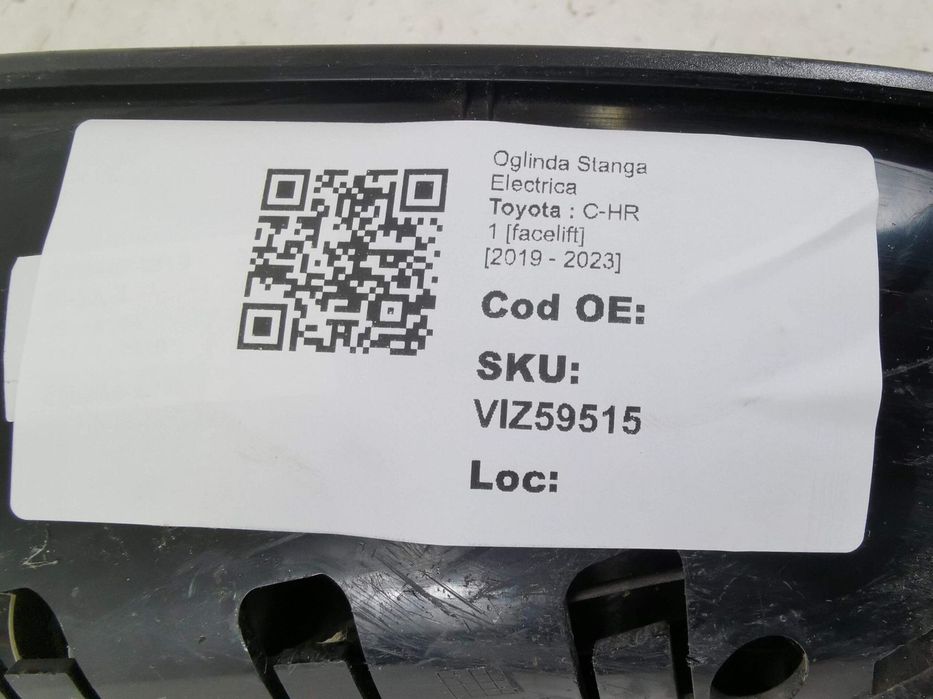 Oglinda Stanga
Electrica
Toyota : C-HR
1 [facelift]
[2019 - 2023]
Cod OE:
SKU:
VIZ59515
Loc: